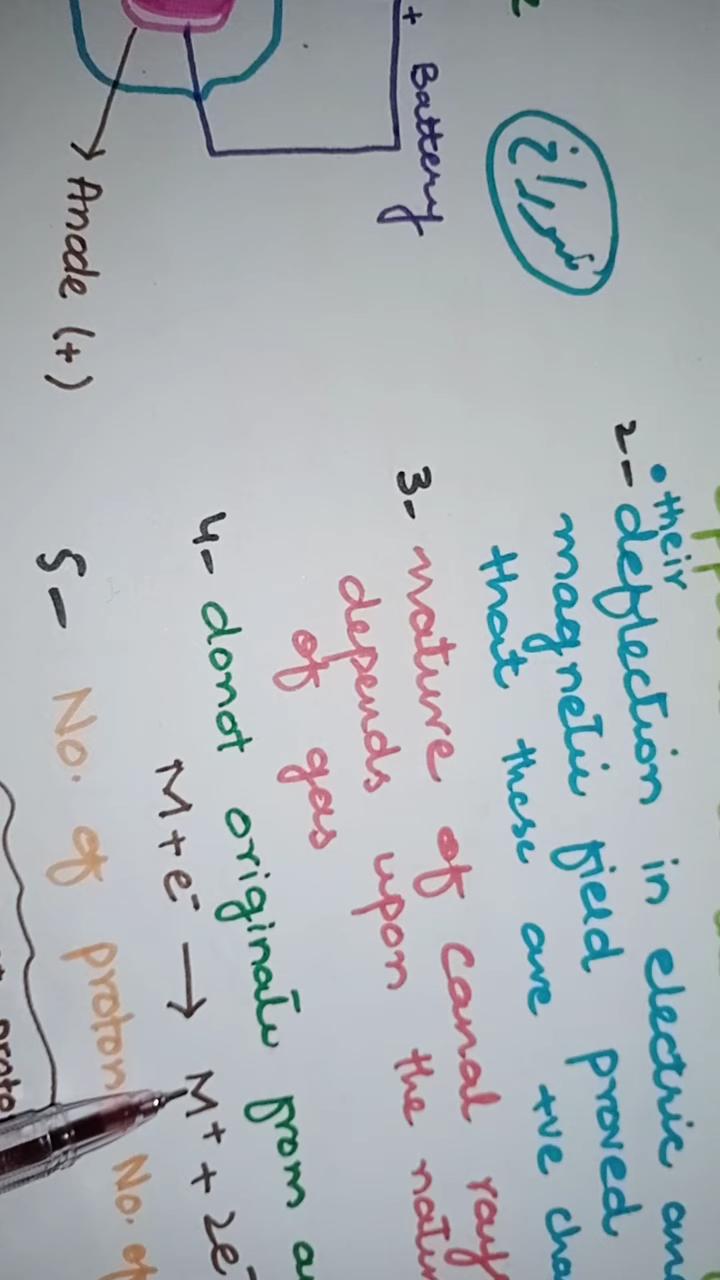 + Battery
سوراخ
Anode (+)
2- • their
deflection in electric
magnetic field proved
that these are +ve
3- nature of canal rays
depends upon the
of gas
4- donot originate from
M + e⁻ → M⁺ + 2e⁻
5- No. of proton No. of